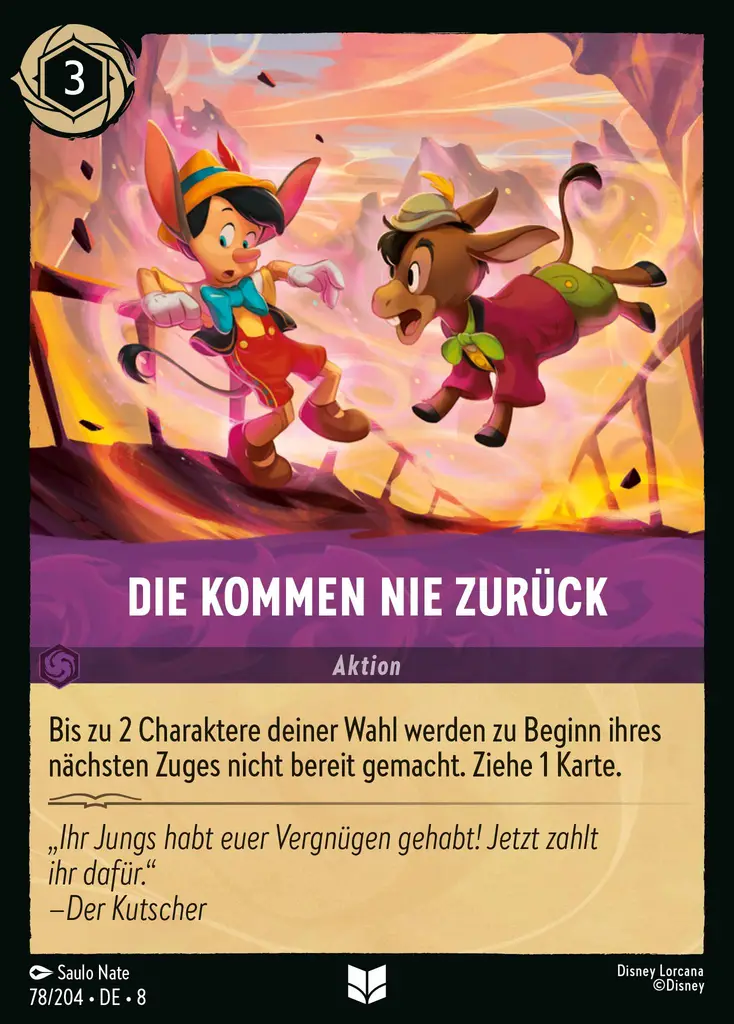 3
DIE KOMMEN NIE ZURÜCK
Aktion
Bis zu 2 Charaktere deiner Wahl werden zu Beginn ihres
nächsten Zuges nicht bereit gemacht. Ziehe 1 Karte.
„Ihr Jungs habt euer Vergnügen gehabt! Jetzt zahlt
ihr dafür.“
–Der Kutscher
Saulo Nate
78/204 • DE • 8
Disney Lorcana
©Disney